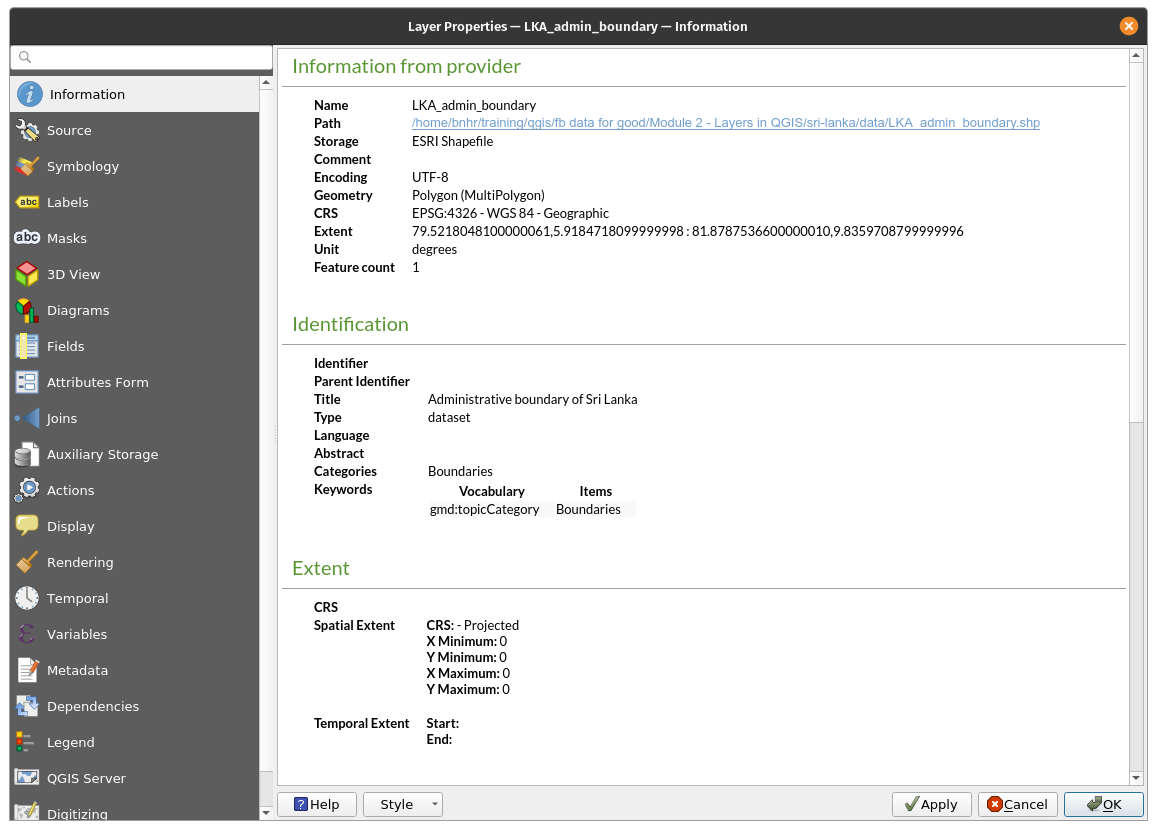 Layer Properties — LKA_admin_boundary — Information
Information
Source
Symbology
abc Labels
abc Masks
3D View
Diagrams
Fields
Attributes Form
Joins
Auxiliary Storage
Actions
Display
Rendering
Temporal
Variables
Metadata
Dependencies
Legend
QGIS Server
Digitizing
Information from provider
Name LKA_admin_boundary
Path /home/bnhr/training/qgis/fb data for good/Module 2 - Layers in QGIS/sri-lanka/data/LKA_admin_boundary.shp
Storage ESRI Shapefile
Comment
Encoding UTF-8
Geometry Polygon (MultiPolygon)
CRS EPSG:4326 - WGS 84 - Geographic
Extent 79.5218048100000061,5.9184718099999998 : 81.8787536600000010,9.8359708799999996
Unit degrees
Feature count 1
Identification
Identifier
Parent Identifier
Title Administrative boundary of Sri Lanka
Type dataset
Language
Abstract
Categories Boundaries
Keywords Vocabulary Items
gmd:topicCategory Boundaries
Extent
CRS
Spatial Extent CRS: - Projected
X Minimum: 0
Y Minimum: 0
X Maximum: 0
Y Maximum: 0
Temporal Extent Start:
End:
? Help Style Apply Cancel OK